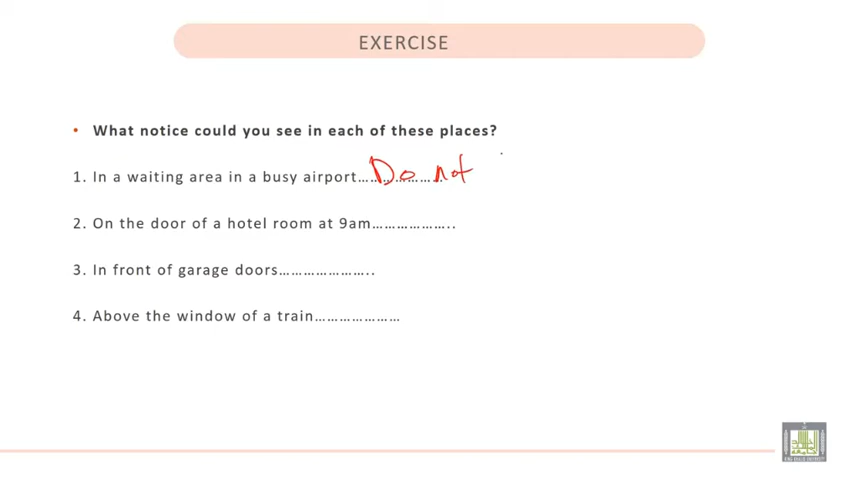 EXERCISE
• What notice could you see in each of these places?
1. In a waiting area in a busy airport………………… Do not
2. On the door of a hotel room at 9am………………..
3. In front of garage doors…………………..
4. Above the window of a train…………………